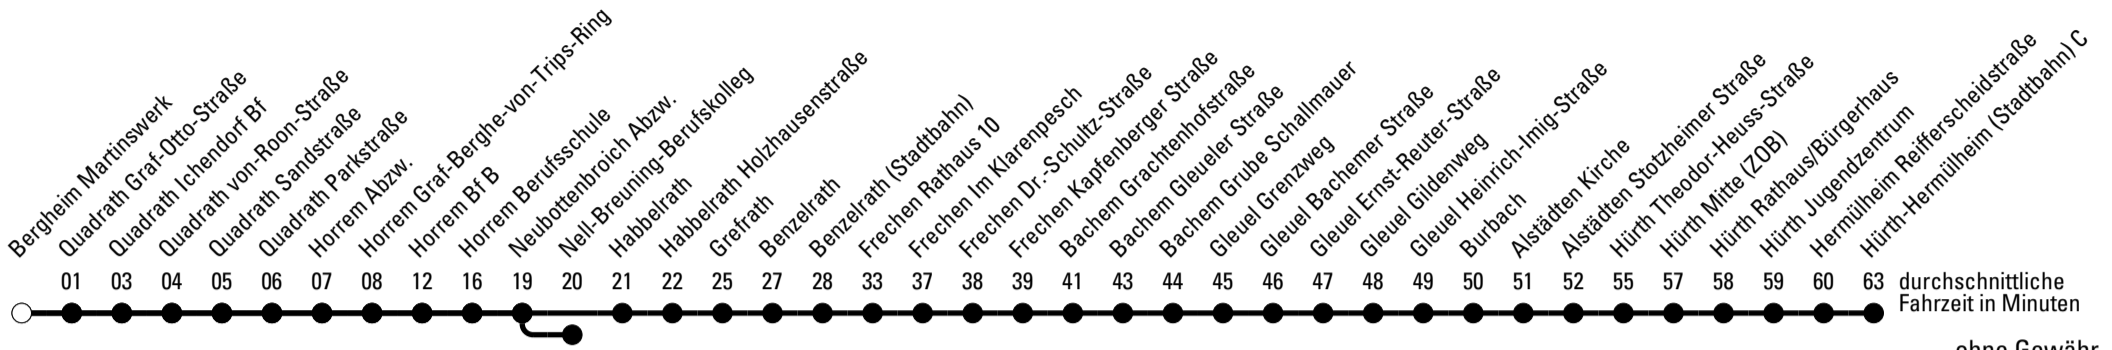 Bergheim Martinswerk
Quadrath Graf-Otto-Straße
Quadrath Ichendorf Bf
Quadrath von-Roon-Straße
Quadrath Sandstraße
Quadrath Parkstraße
Horrem Abzw.
Horrem Graf-Berghe-von-Trips-Ring
Horrem Bf B
Horrem Berufsschule
Neubottenbroich Abzw.
Nell-Breuning-Berufskolleg
Habbelrath
Habbelrath Holzhausenstraße
Grefrath
Benzelrath
Benzelrath (Stadtbahn)
Frechen Rathaus 10
Frechen Im Klarenpesch
Frechen Dr.-Schultz-Straße
Frechen Kapfenberger Straße
Bachem Grachtenhofstraße
Bachem Gleueler Straße
Bachem Grube Schallmauer
Gleuel Grenzweg
Gleuel Bachemer Straße
Gleuel Ernst-Reuter-Straße
Gleuel Gildenweg
Gleuel Heinrich-Imig-Straße
Burbach
Alstädten Kirche
Alstädten Stotzheimer Straße
Hürth Theodor-Heuss-Straße
Hürth Mitte (ZOB)
Hürth Rathaus/Bürgerhaus
Hürth Jugendzentrum
Hermülheim Reifferscheidstraße
Hürth-Hermülheim (Stadtbahn) C
01 03 04 05 06 07 08 12 16 19 20 21 22 25 27 28 33 37 38 39 41 43 44 45 46 47 48 49 50 51 52 55 57 58 59 60 63 durchschnittliche
Fahrzeit in Minuten
ohne Gewähr